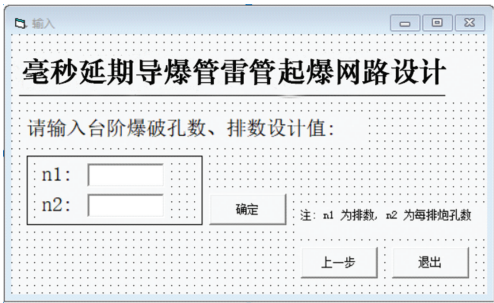 输入
毫秒延期导爆管雷管起爆网路设计
请输入台阶爆破孔数、排数设计值:
n1:
n2:
确定
注: n1 为排数, n2 为每排炮孔数
上一步
退出